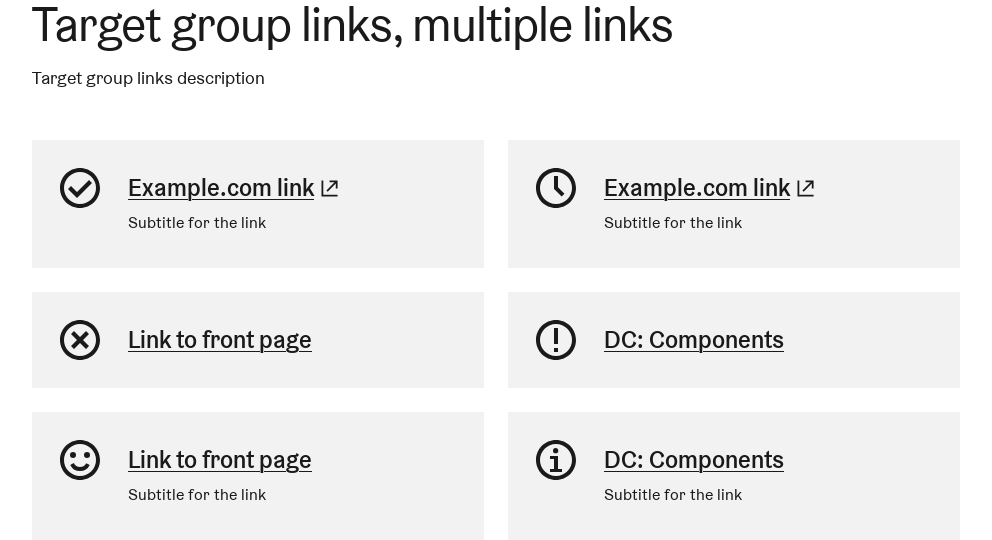 Target group links, multiple links
Target group links description
Example.com link
Subtitle for the link
Example.com link
Subtitle for the link
Link to front page
DC: Components
Link to front page
Subtitle for the link
DC: Components
Subtitle for the link